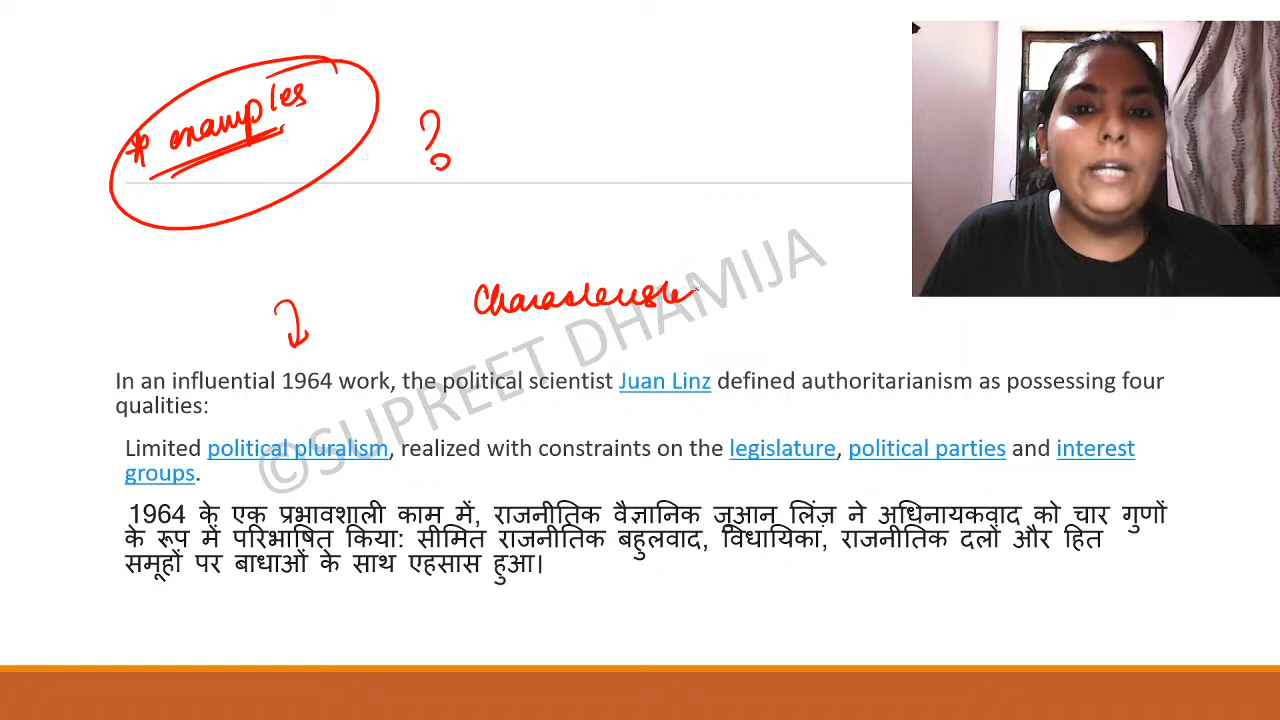 * examples
?
©SUPREET DHAMIJA
In an influential 1964 work, the political scientist Juan Linz defined authoritarianism as possessing four
qualities:
Limited political pluralism, realized with constraints on the legislature, political parties and interest
groups.
1964 के एक प्रभावशाली काम में, राजनीतिक वैज्ञानिक जूआन लिंज़ ने अधिनायकवाद को चार गुणों
के रूप में परिभाषित किया: सीमित राजनीतिक बहुलवाद, विधायिका, राजनीतिक दलों और हित
समूहों पर बाधाओं के साथ एहसास हुआ।